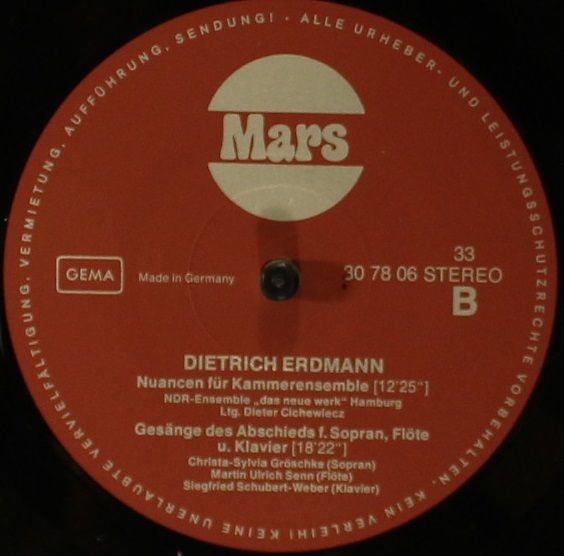 ALLE URHEBER- UND LEISTUNGSSCHUTZRECHTE VORBEHALTEN. KEIN VERLEIH! KEINE UNERLAUBTE VERVIELFÄLTIGUNG, VERMIETUNG, AUFFÜHRUNG, SENDUNG! ·
Mars
33
GEMA
Made in Germany
30 78 06 STEREO
B
DIETRICH ERDMANN
Nuancen für Kammerensemble [12'25"]
NDR-Ensemble „das neue werk" Hamburg
Ltg. Dieter Cichewiecz
Gesänge des Abschieds f. Sopran, Flöte
u. Klavier [18'22"]
Christa-Sylvia Gröschke (Sopran)
Martin Ulrich Senn (Flöte)
Siegfried Schubert-Weber (Klavier)